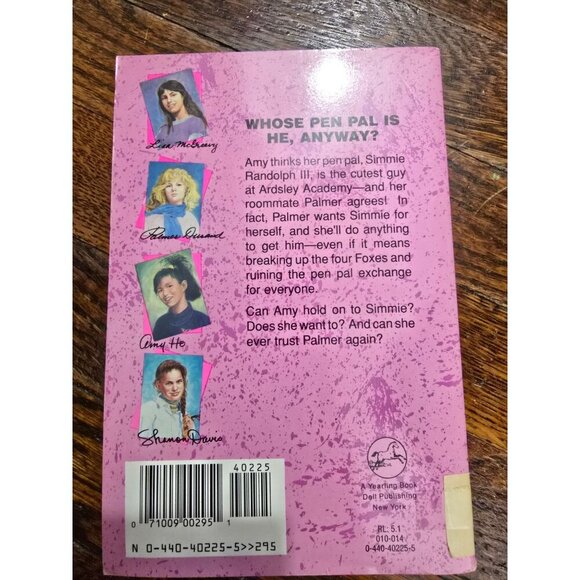 Lisa McGreevy
Palmer Durand
Amy Ho
Shanon Davis
WHOSE PEN PAL IS
HE, ANYWAY?
Amy thinks her pen pal, Simmie
Randolph III, is the cutest guy
at Ardsley Academy—and her
roommate Palmer agrees! In
fact, Palmer wants Simmie for
herself, and she'll do anything
to get him—even if it means
breaking up the four Foxes and
ruining the pen pal exchange
for everyone.
Can Amy hold on to Simmie?
Does she want to? And can she
ever trust Palmer again?
40225
0 71009 00295 1
N 0-440-40225-5>>295
A Yearling Book
Dell Publishing
New York
RL: 5.1
010-014
0-440-40225-5